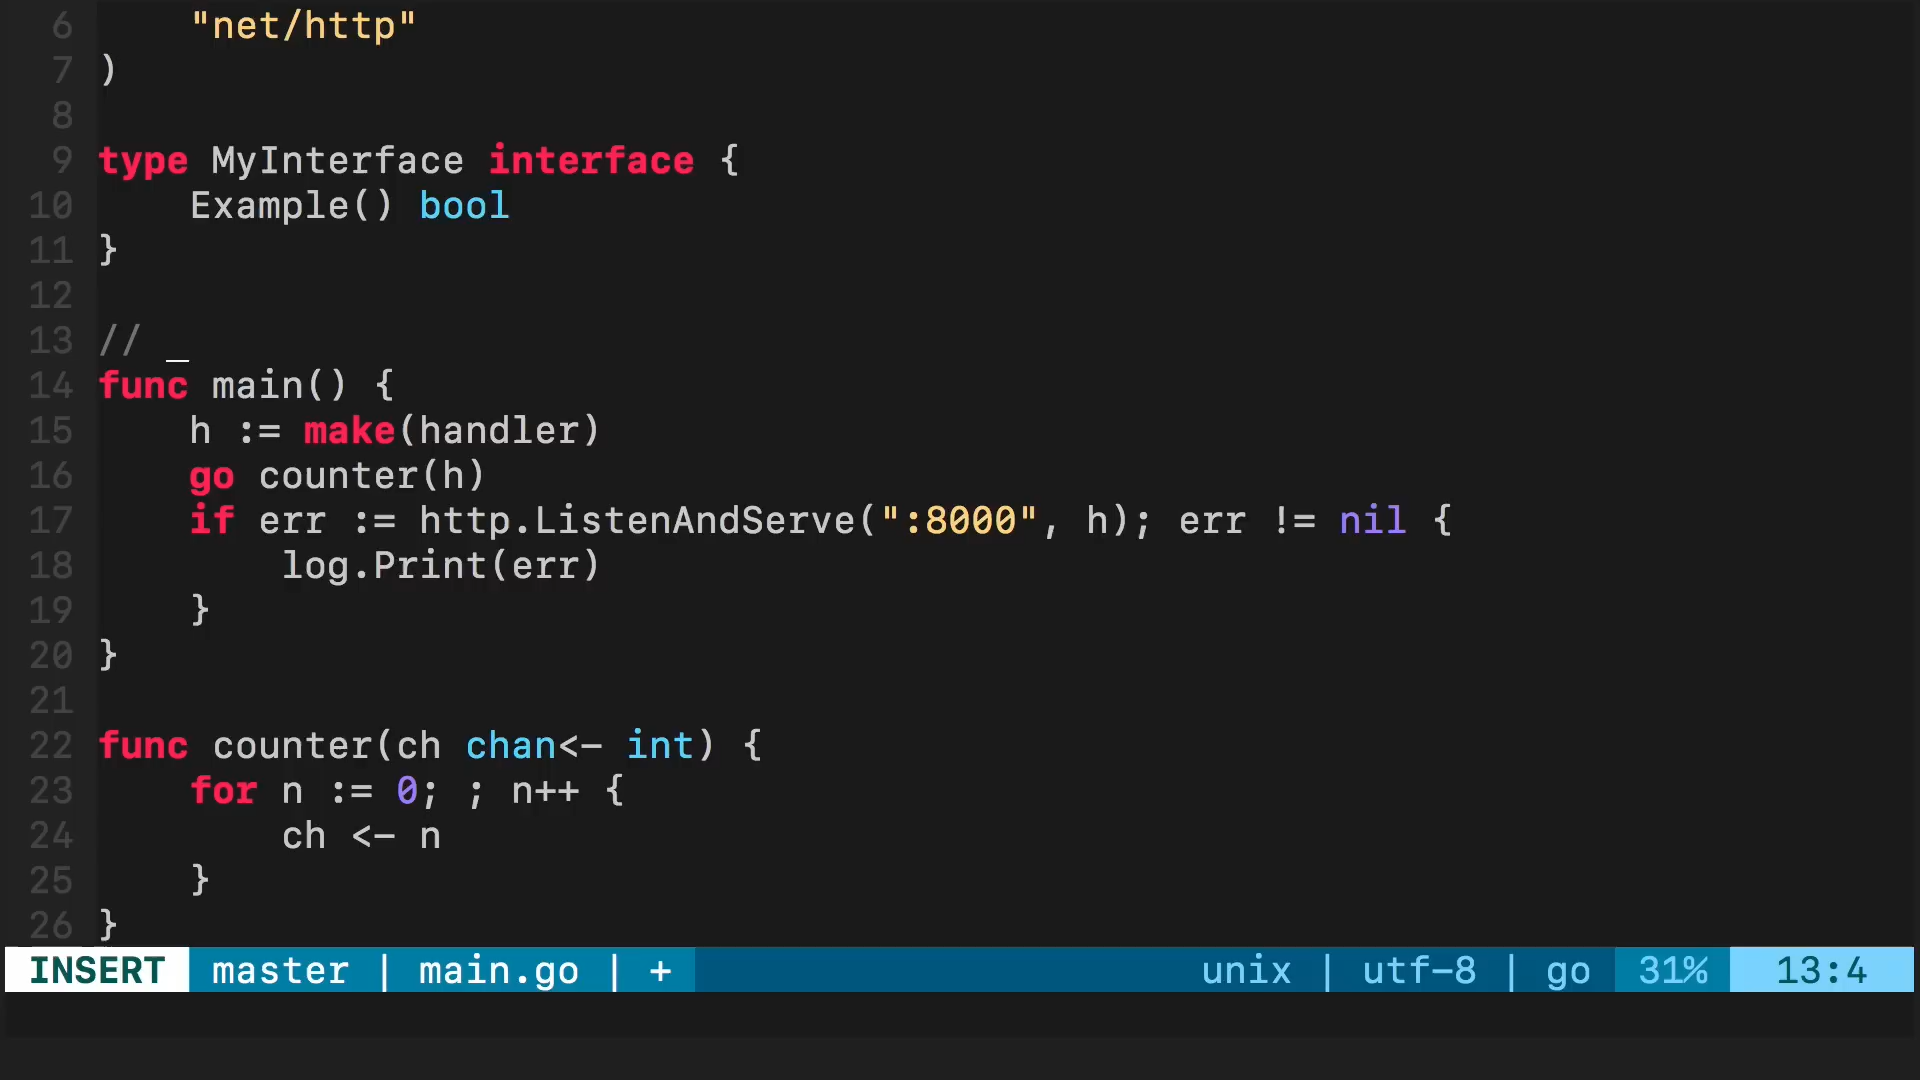 6 "net/http"
7 )
8
9 type MyInterface interface {
10 Example() bool
11 }
12
13 // _
14 func main() {
15 h := make(handler)
16 go counter(h)
17 if err := http.ListenAndServe(":8000", h); err != nil {
18 log.Print(err)
19 }
20 }
21
22 func counter(ch chan<- int) {
23 for n := 0; ; n++ {
24 ch <- n
25 }
26 }
INSERT master | main.go | + unix | utf-8 | go 31% 13:4